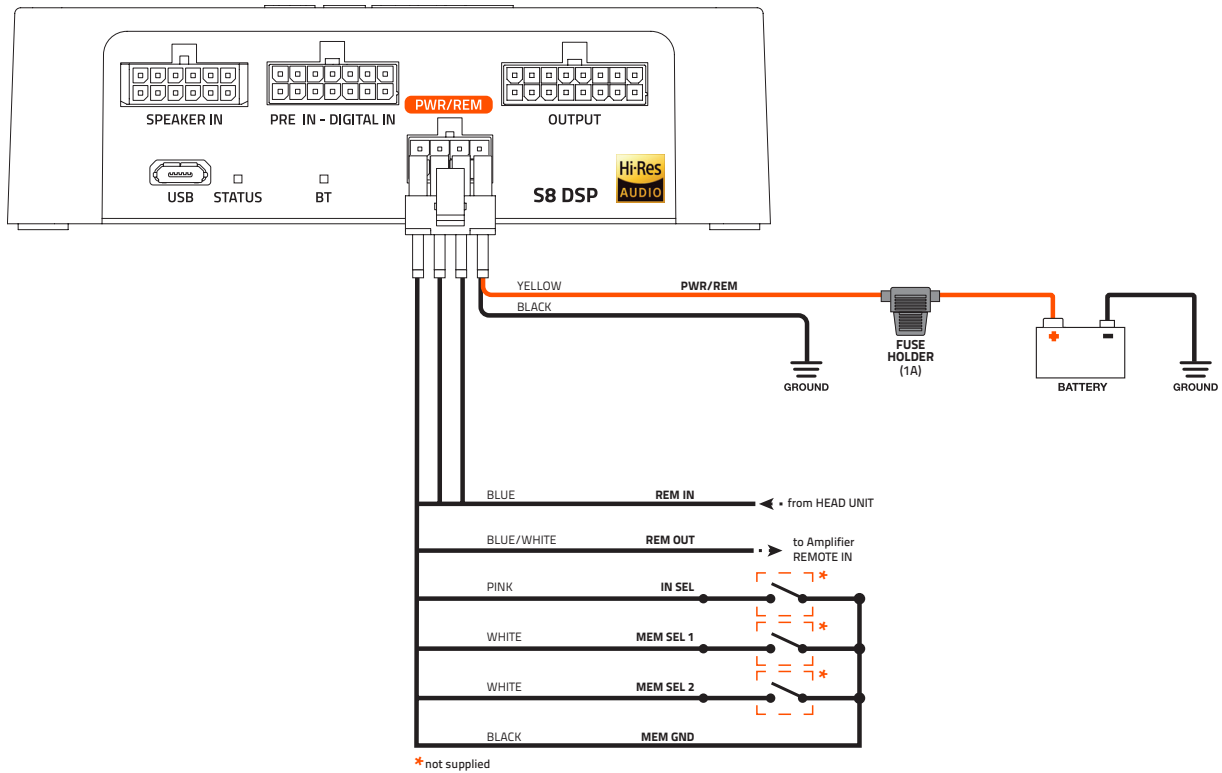 SPEAKER IN
PRE IN - DIGITAL IN
PWR/REM
OUTPUT
USB
STATUS
BT
S8 DSP
Hi-Res
AUDIO
YELLOW
PWR/REM
BLACK
GROUND
FUSE
HOLDER
(1A)
+ -
BATTERY
GROUND
BLUE
REM IN
from HEAD UNIT
BLUE/WHITE
REM OUT
to Amplifier
REMOTE IN
PINK
IN SEL
*
WHITE
MEM SEL 1
*
WHITE
MEM SEL 2
*
BLACK
MEM GND
*not supplied